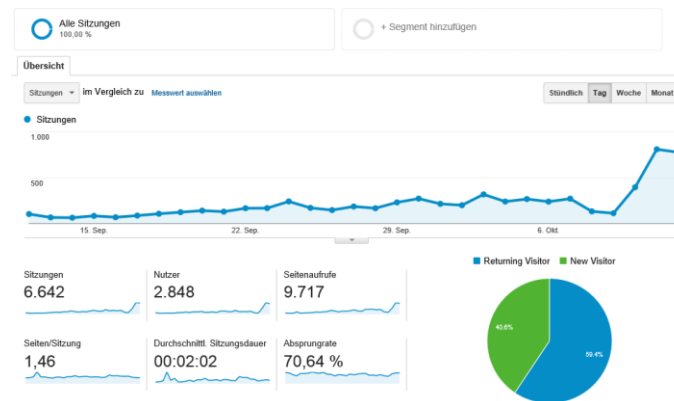 Alle Sitzungen
100,00 %
+ Segment hinzufügen
Übersicht
Sitzungen im Vergleich zu Messwert auswählen
Stündlich Tag Woche Monat
Sitzungen
1.000
500
15. Sep. 22. Sep. 29. Sep. 6. Okt.
Returning Visitor New Visitor
Sitzungen Nutzer Seitenaufrufe
6.642 2.848 9.717
40.6%
59.4%
Seiten/Sitzung Durchschnittl. Sitzungsdauer Absprungrate
1,46 00:02:02 70,64 %